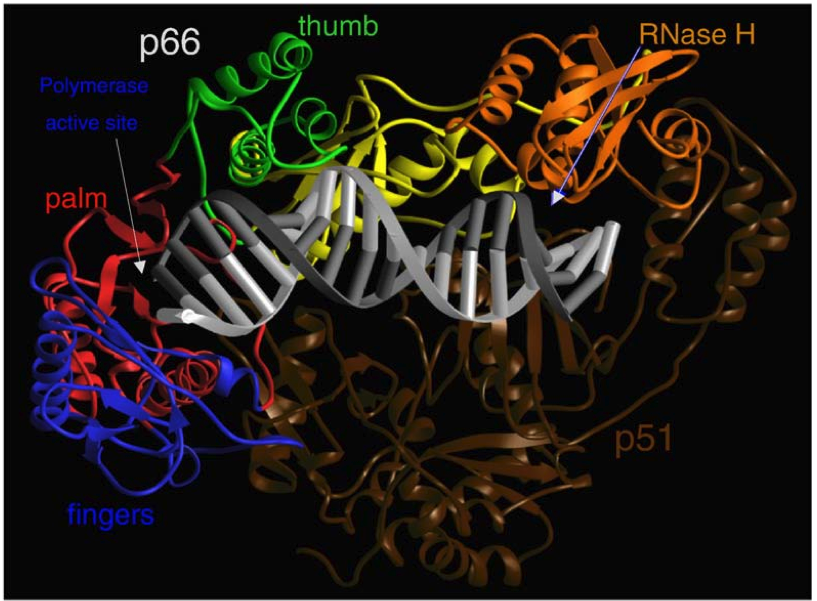 thumb
RNase H
p66
Polymerase
active site
palm
p51
fingers